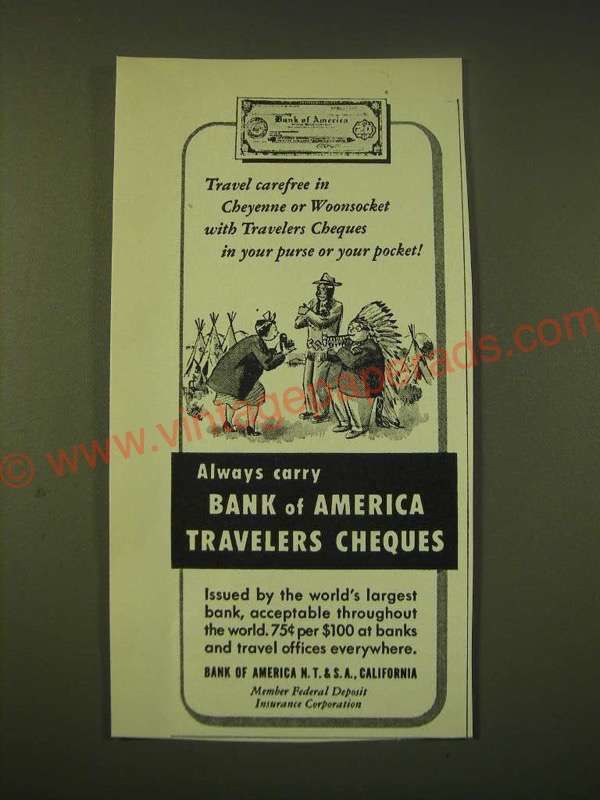 Bank of America
Travel carefree in
Cheyenne or Woonsocket
with Travelers Cheques
in your purse or your pocket!
© www.vintagepaperads.com
Always carry
BANK of AMERICA
TRAVELERS CHEQUES
Issued by the world's largest
bank, acceptable throughout
the world. 75¢ per $100 at banks
and travel offices everywhere.
BANK OF AMERICA N. T. & S. A., CALIFORNIA
Member Federal Deposit
Insurance Corporation